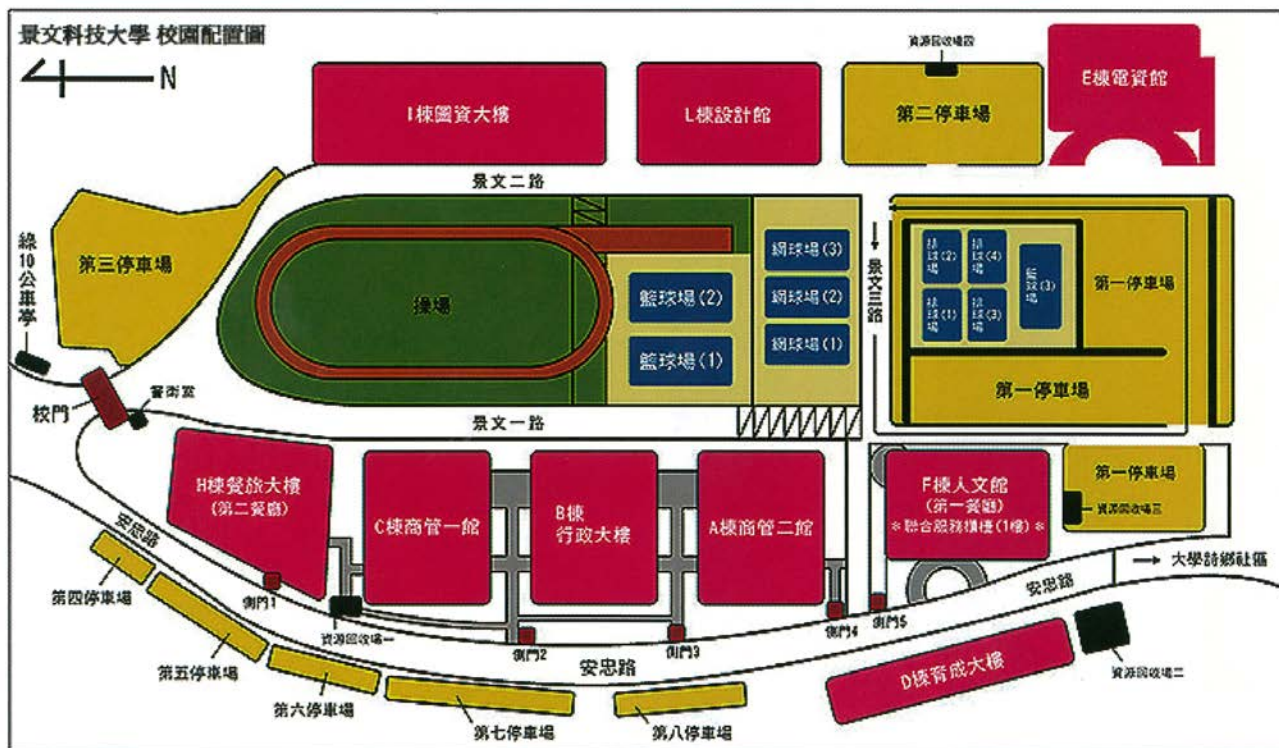 景文科技大學 校園配置圖
N
資源回收場四
I棟圖資大樓
L棟設計館
第二停車場
E棟電資館
景文二路
第三停車場
綠10公車亭
校門
警衛室
操場
籃球場(2)
籃球場(1)
網球場(3)
網球場(2)
網球場(1)
→景文三路
排球場(2)
排球場(4)
排球場(1)
排球場(3)
籃球場(3)
第一停車場
第一停車場
景文一路
H棟餐旅大樓
(第二餐廳)
C棟商管一館
B棟
行政大樓
A棟商管二館
F棟人文館
(第一餐廳)
*聯合服務櫃檯(1樓)*
第一停車場
資源回收場三
安忠路
側門1
資源回收場一
側門2
側門3
側門4
側門5
安忠路
安忠路
→大學詩鄉社區
第四停車場
第五停車場
第六停車場
第七停車場
第八停車場
D棟育成大樓
資源回收場二